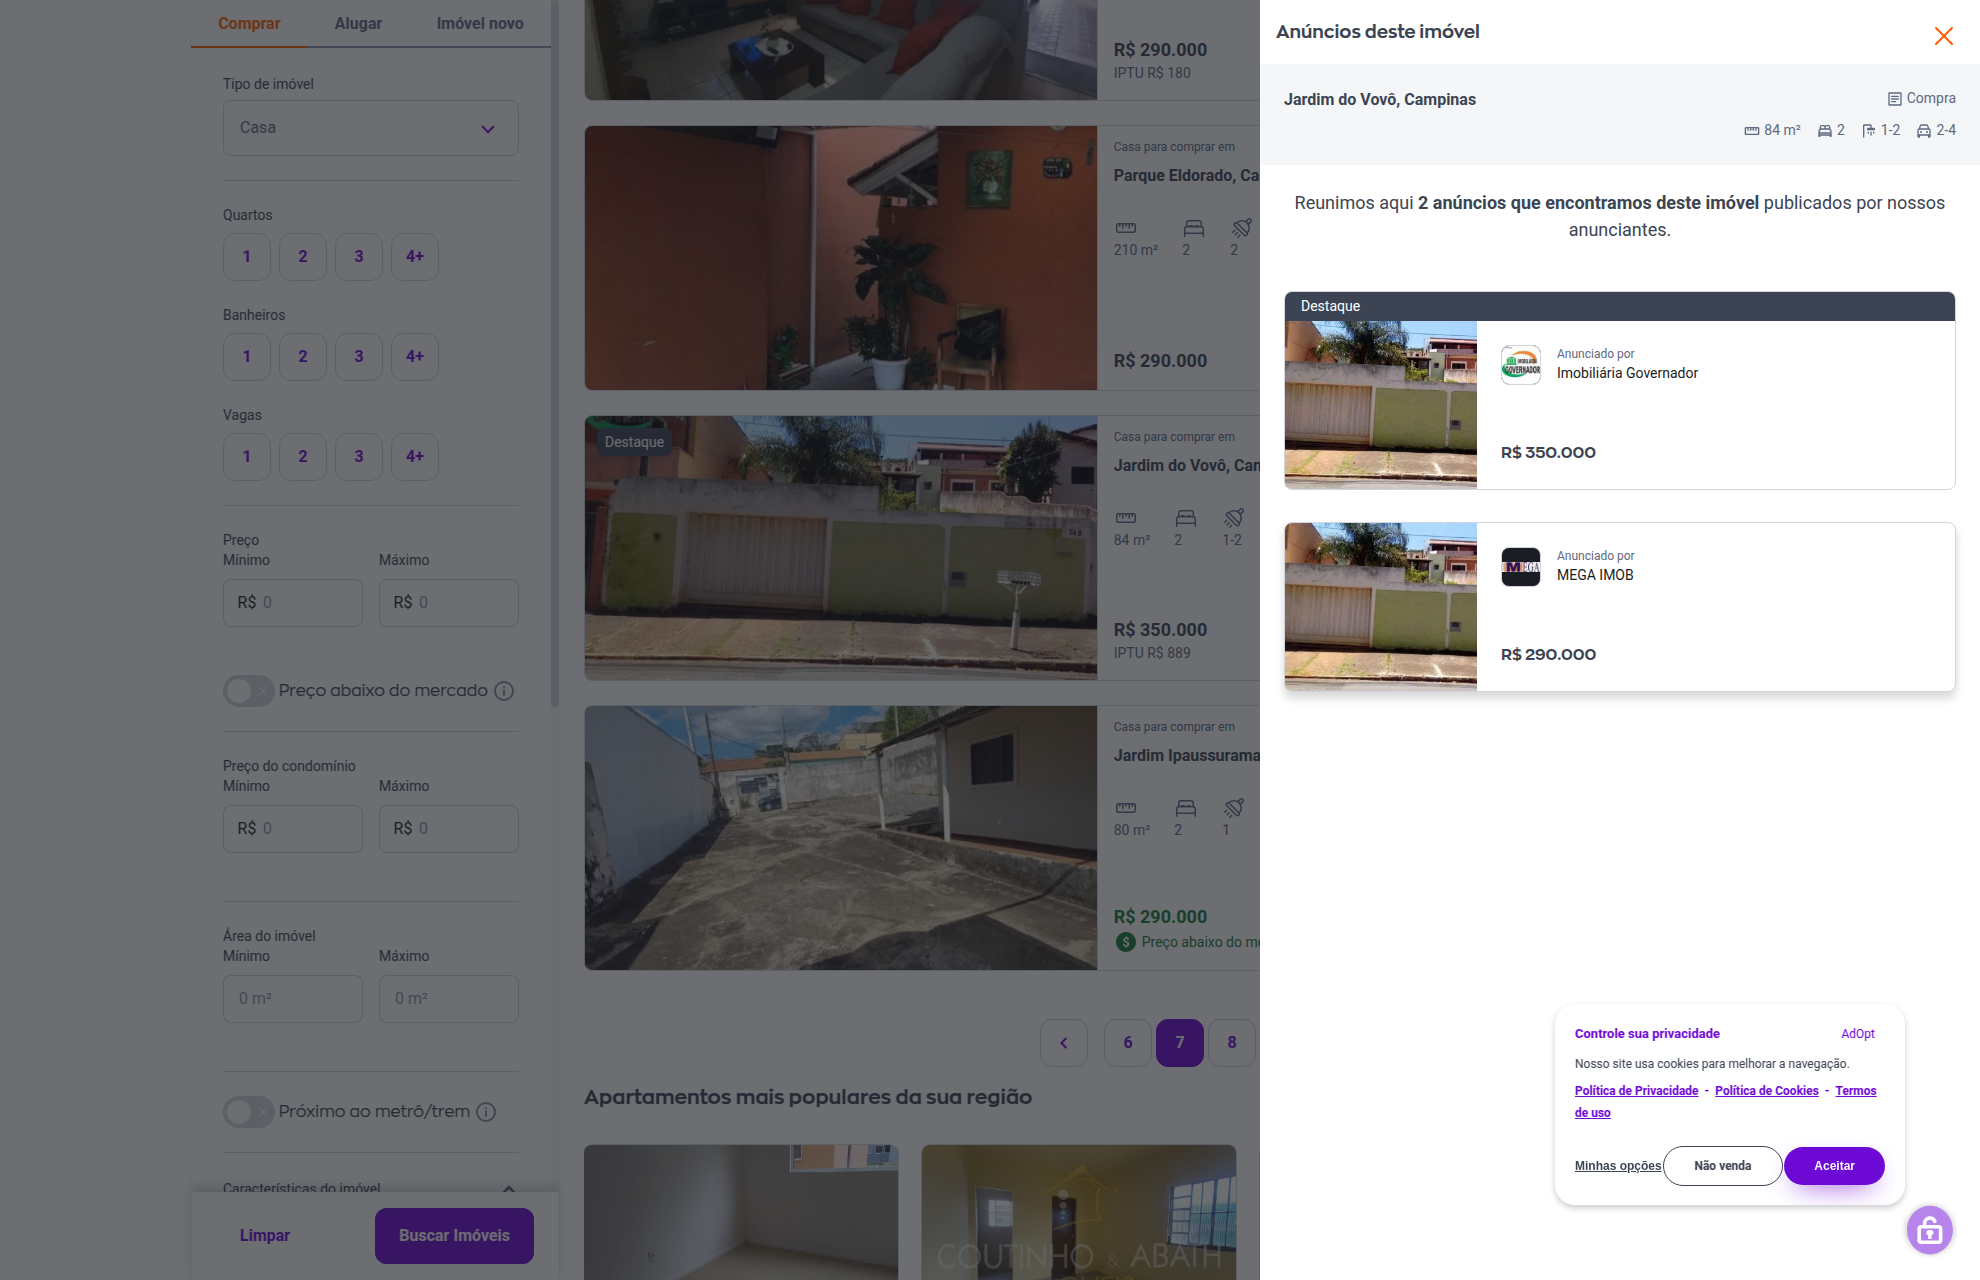 Comprar
Alugar
Imóvel novo
Tipo de imóvel
Casa
Quartos
1
2
3
4+
Banheiros
1
2
3
4+
Vagas
1
2
3
4+
Preço
Mínimo
Máximo
R$ 0
R$ 0
Preço abaixo do mercado
Preço do condomínio
Mínimo
Máximo
R$ 0
R$ 0
Área do imóvel
Mínimo
Máximo
0 m²
0 m²
Próximo ao metrô/trem
Características do imóvel
Limpar
Buscar Imóveis
R$ 290.000
IPTU R$ 180
Casa para comprar em
Parque Eldorado, Ca
210 m²
2
2
R$ 290.000
Destaque
Casa para comprar em
Jardim do Vovô, Can
84 m²
2
1-2
R$ 350.000
IPTU R$ 889
Casa para comprar em
Jardim Ipaussurama
80 m²
2
1
R$ 290.000
Preço abaixo do me
6
7
8
Apartamentos mais populares da sua região
COUTINHO & ABATH
Anúncios deste imóvel
Jardim do Vovô, Campinas
Compra
84 m²
2
1-2
2-4
Reunimos aqui 2 anúncios que encontramos deste imóvel publicados por nossos
anunciantes.
Destaque
IMOBILIÁRIA
GOVERNADOR
Anunciado por
Imobiliária Governador
R$ 350.000
MEGA
Anunciado por
MEGA IMOB
R$ 290.000
Controle sua privacidade
AdOpt
Nosso site usa cookies para melhorar a navegação.
Política de Privacidade - Política de Cookies - Termos
de uso
Minhas opções
Não venda
Aceitar